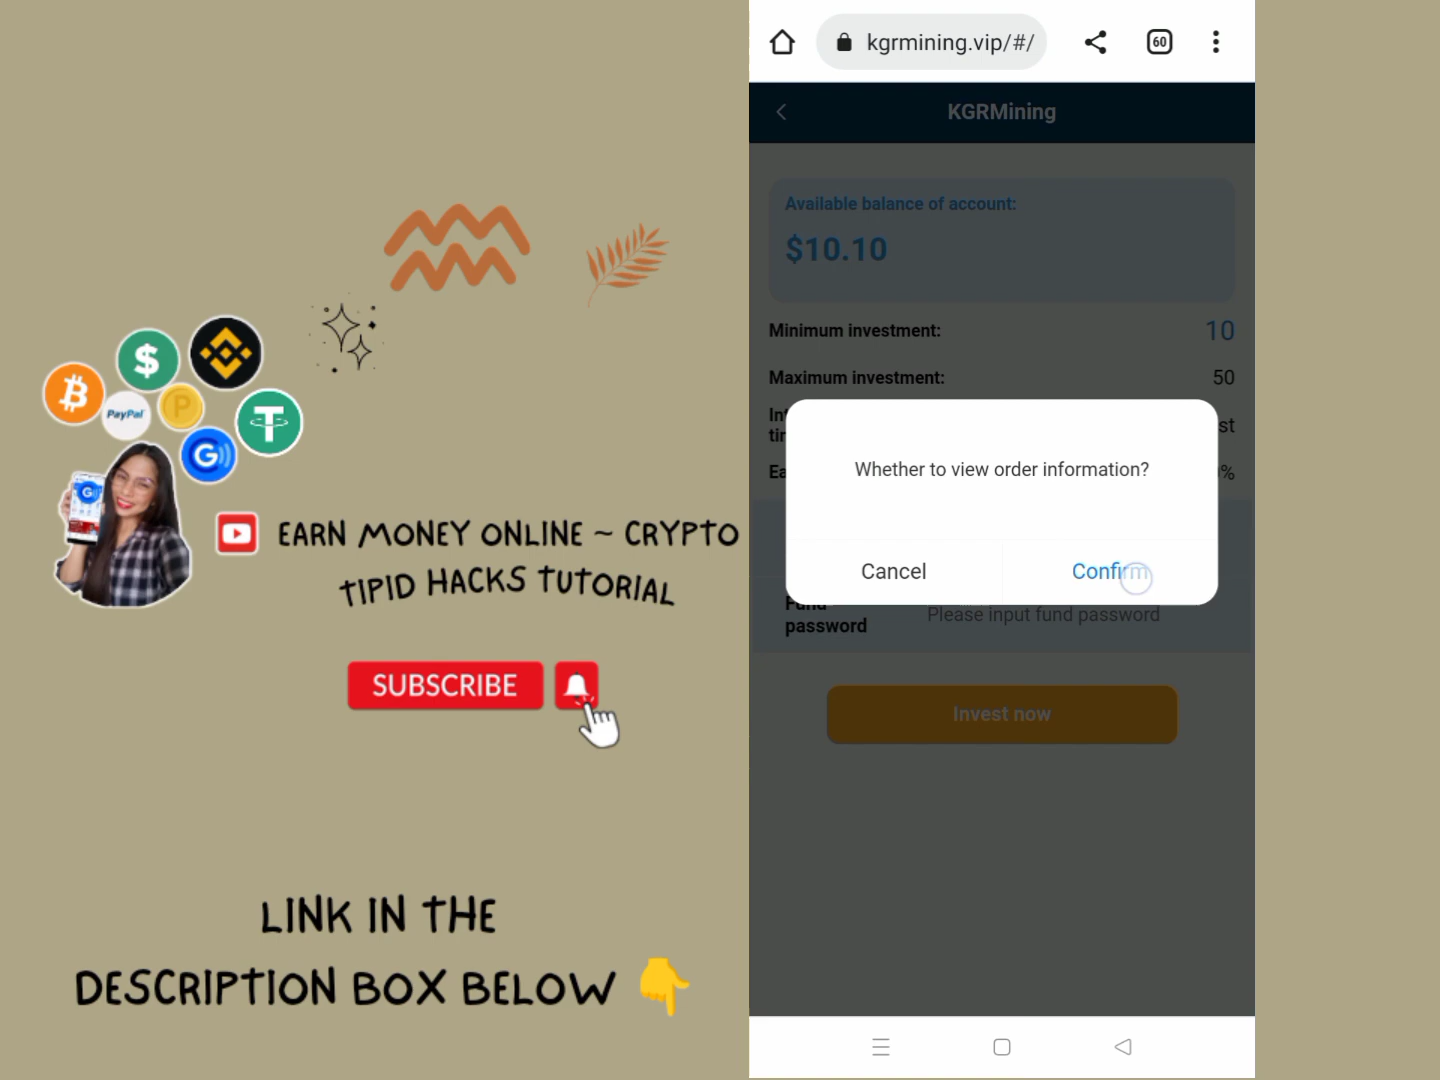 EARN MONEY ONLINE ~ CRYPTO
TIPID HACKS TUTORIAL
SUBSCRIBE
LINK IN THE
DESCRIPTION BOX BELOW
PayPal
kgrmining.vip/#/
60
KGRMining
Available balance of account:
$10.10
Minimum investment: 10
Maximum investment: 50
Whether to view order information?
Cancel Confirm
password
Please input fund password
Invest now